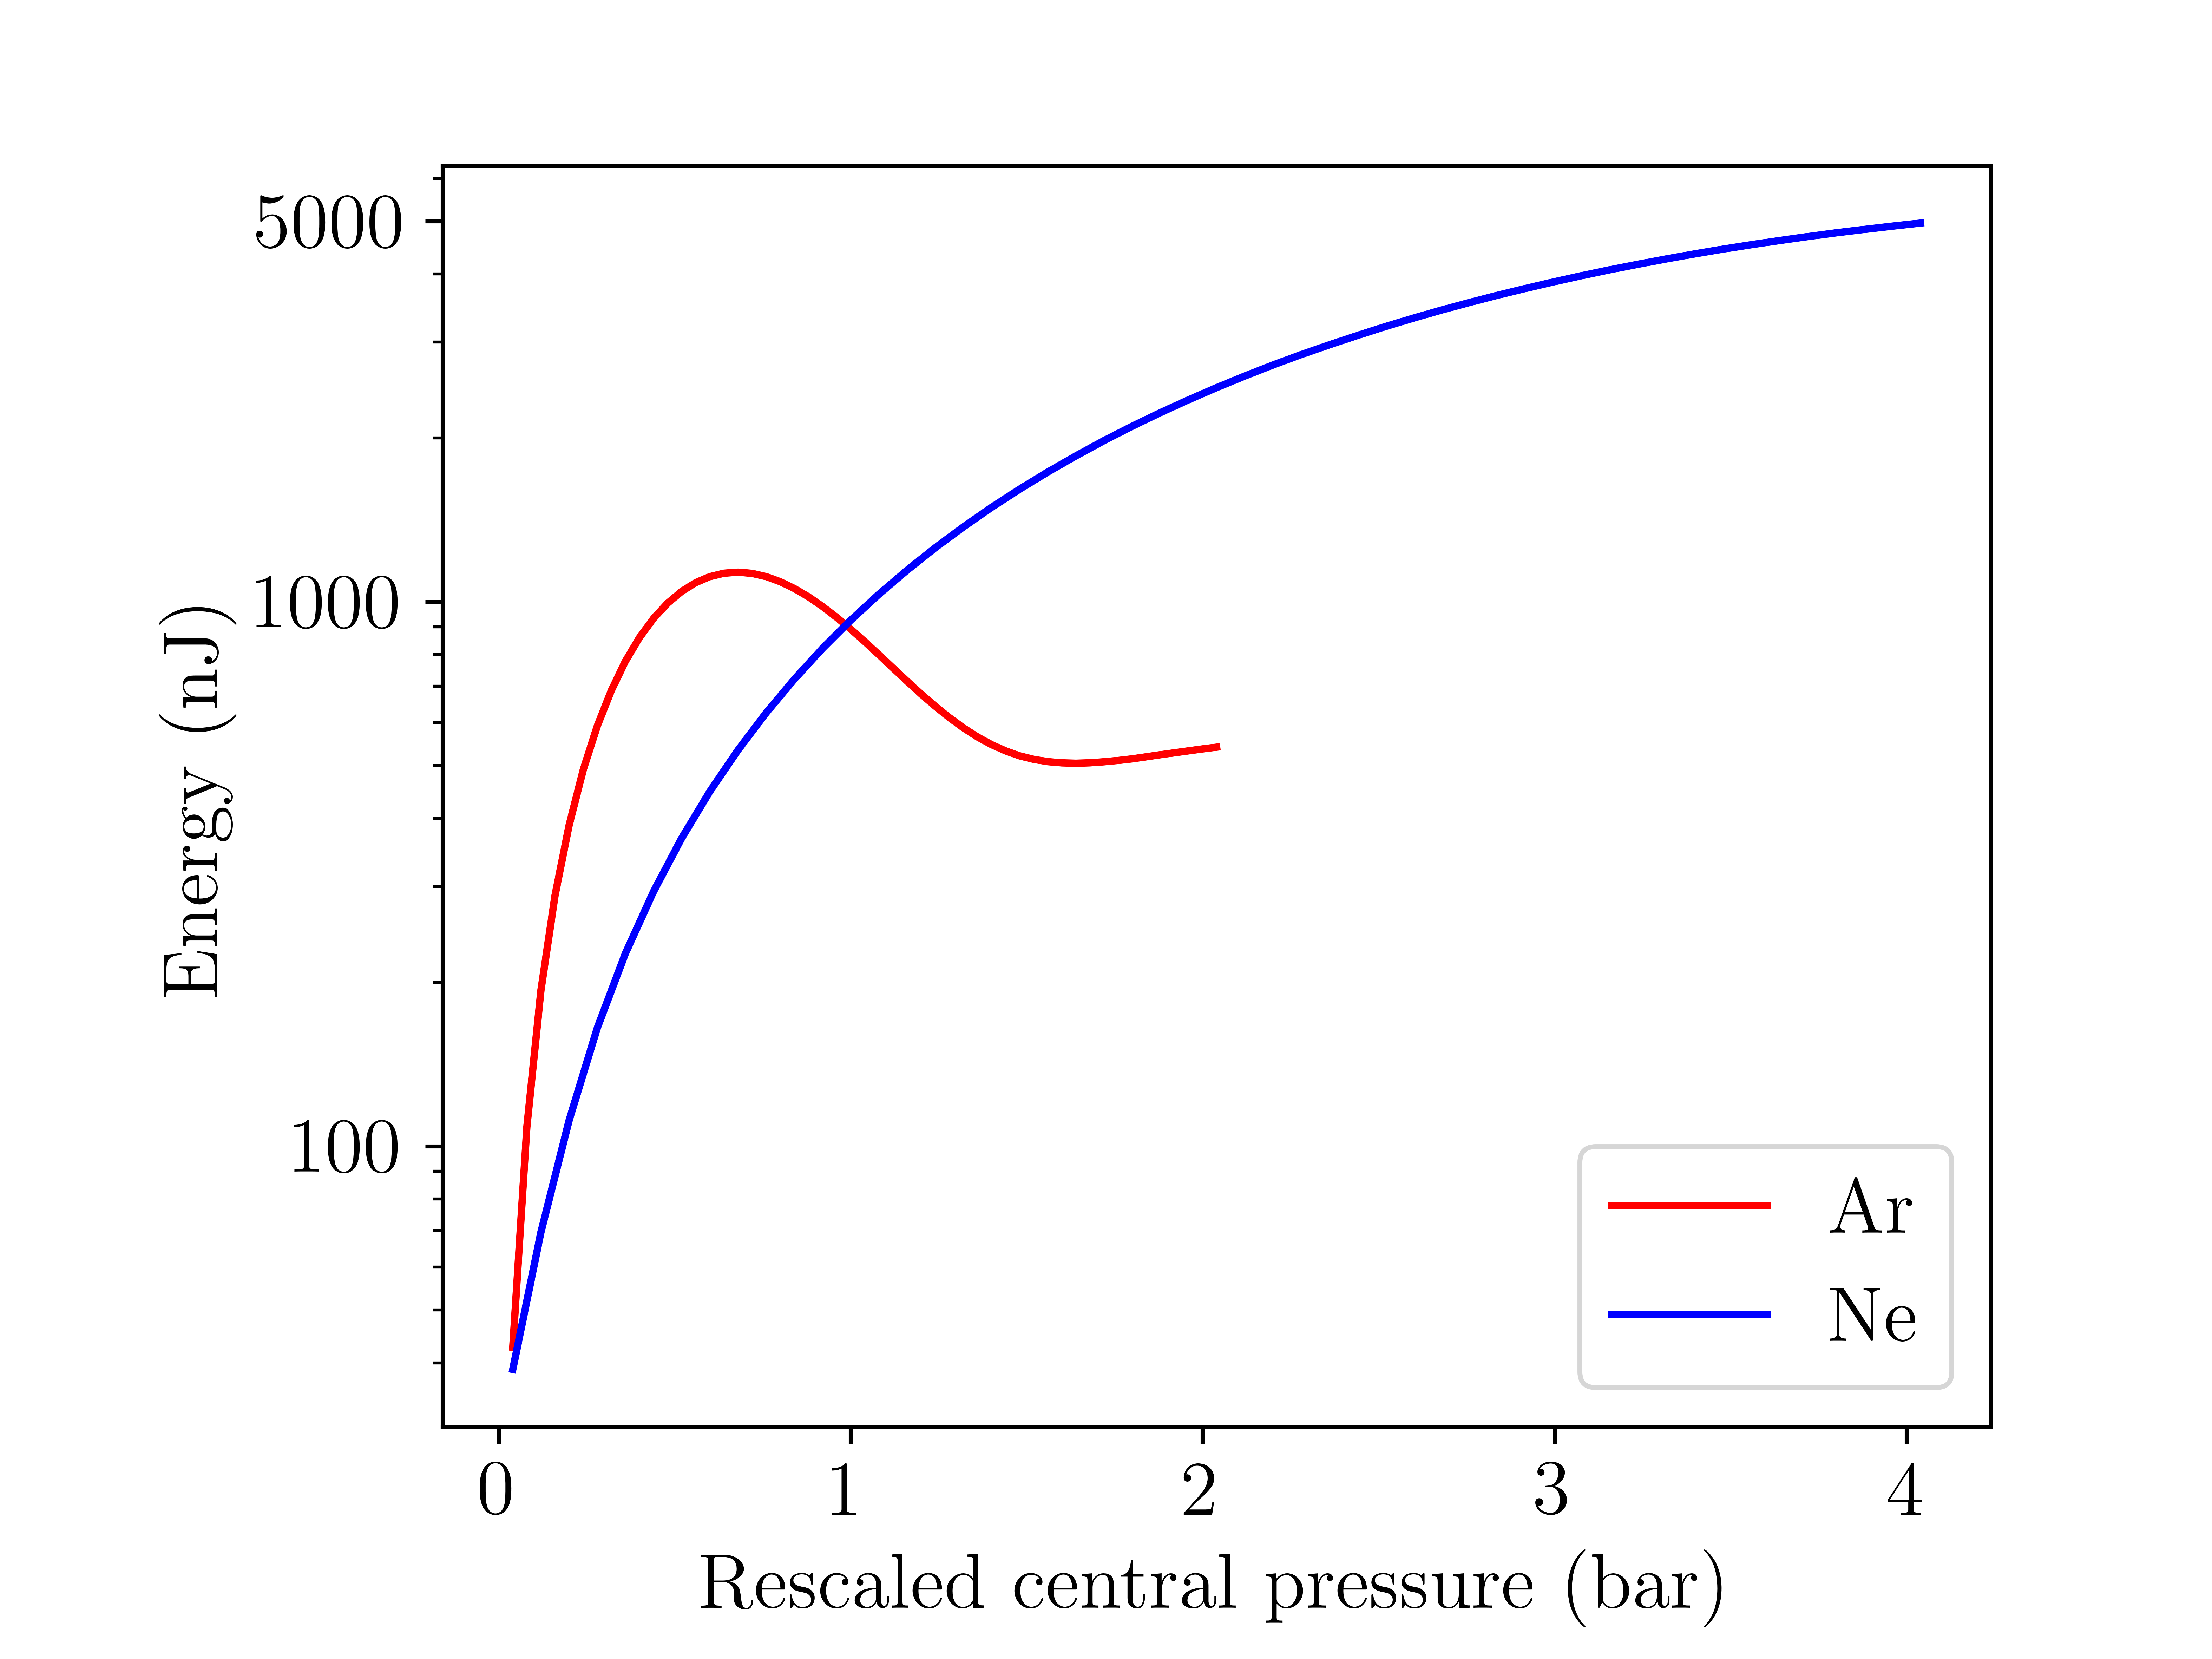 5000
1000
100
Energy (nJ)
0 1 2 3 4
Rescaled central pressure (bar)
Ar
Ne